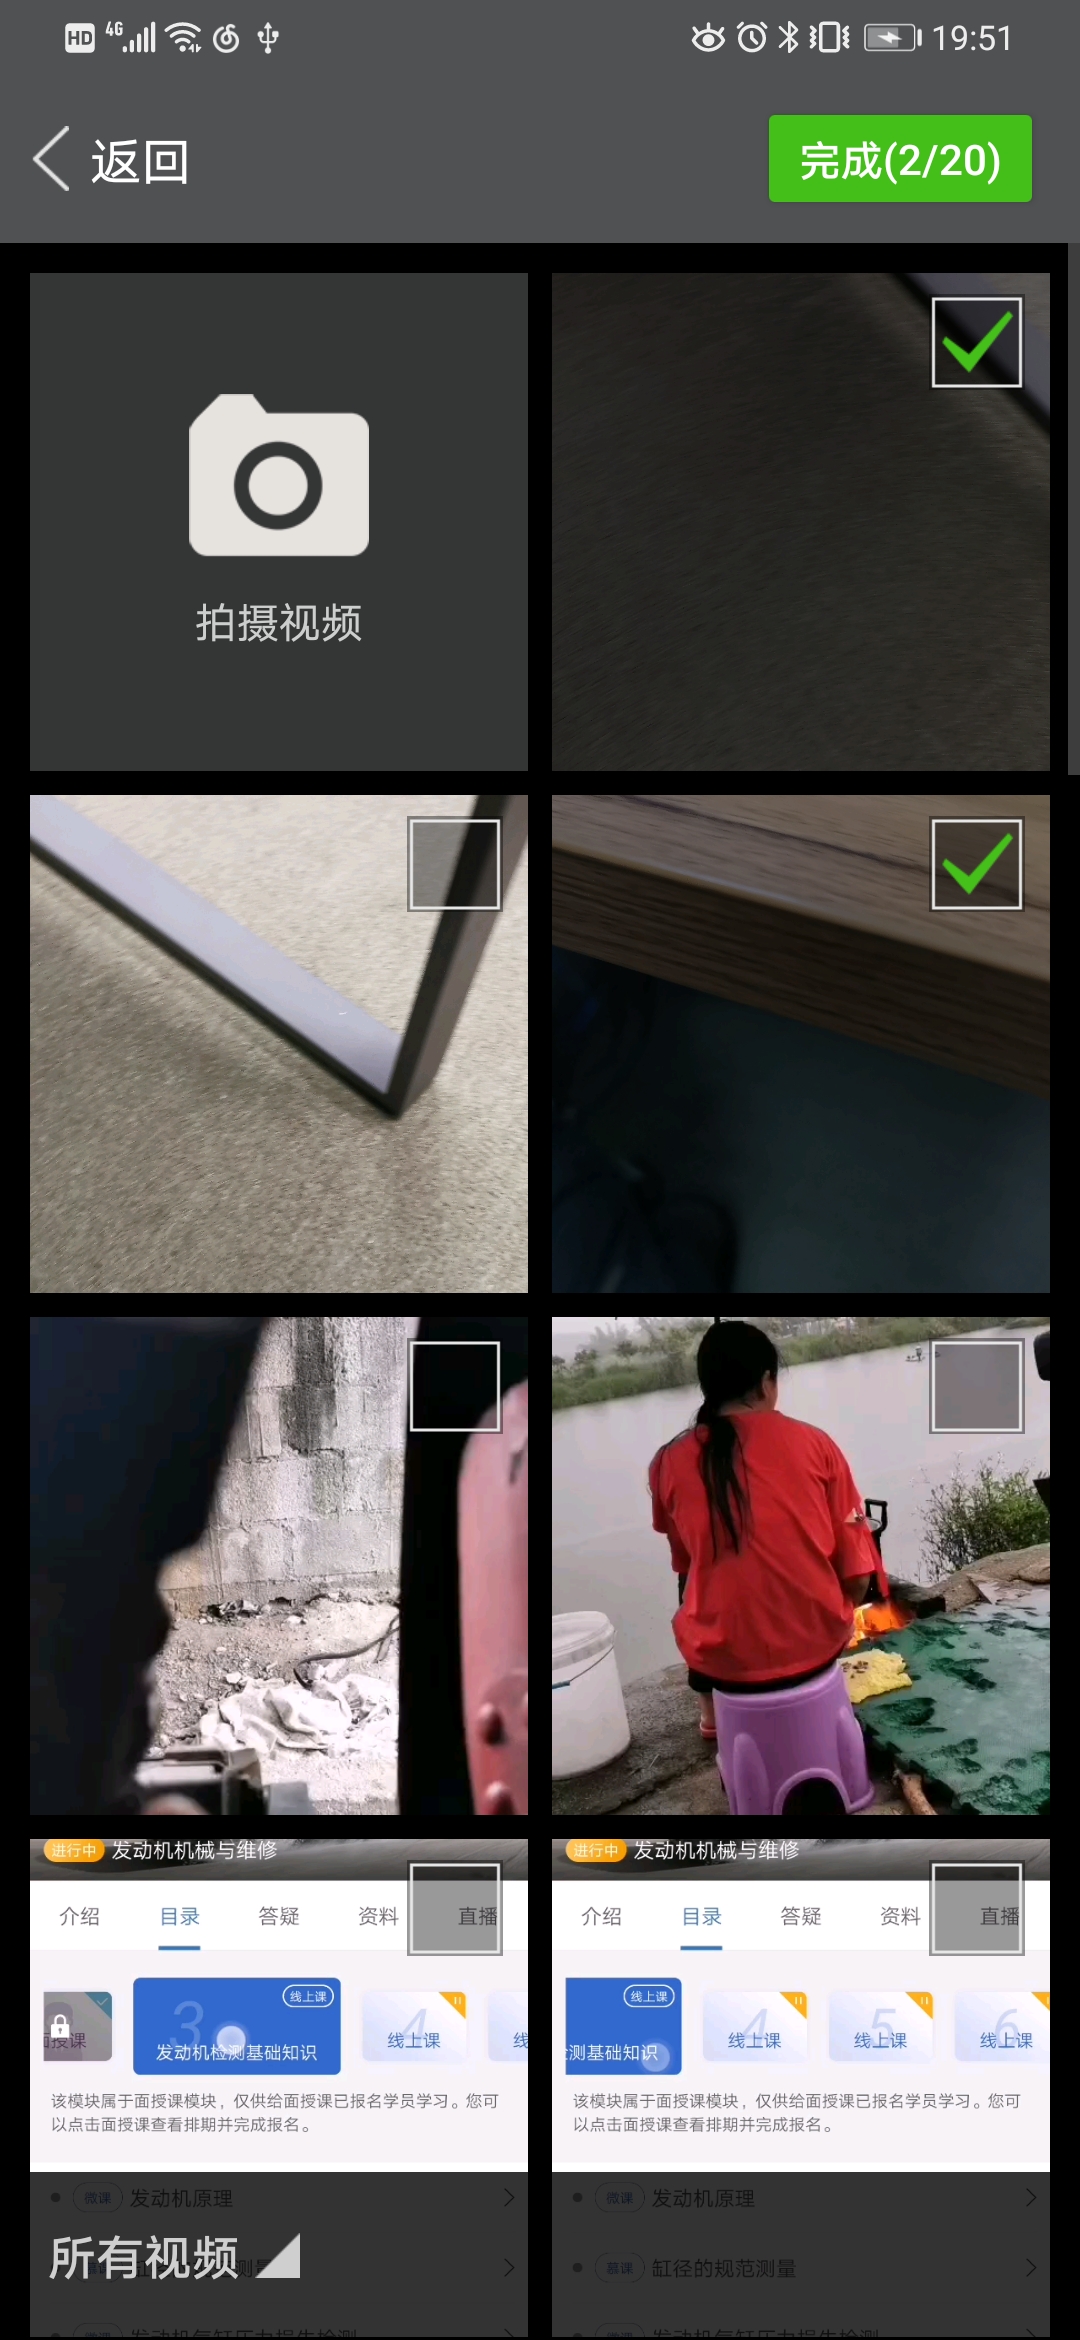 HD 4G 19:51
返回
完成(2/20)
拍摄视频
进行中 发动机机械与维修
介绍 目录 答疑 资料 直播
线上课
3 4
面授课 发动机检测基础知识 线上课 线
该模块属于面授课模块，仅供给面授课已报名学员学习。您可
以点击面授课查看排期并完成报名。
微课 发动机原理
进行中 发动机机械与维修
介绍 目录 答疑 资料 直播
线上课
4 5 6
检测基础知识 线上课 线上课 线上课
该模块属于面授课模块，仅供给面授课已报名学员学习。您可
以点击面授课查看排期并完成报名。
微课 发动机原理
慕课 缸径的规范测量
所有视频